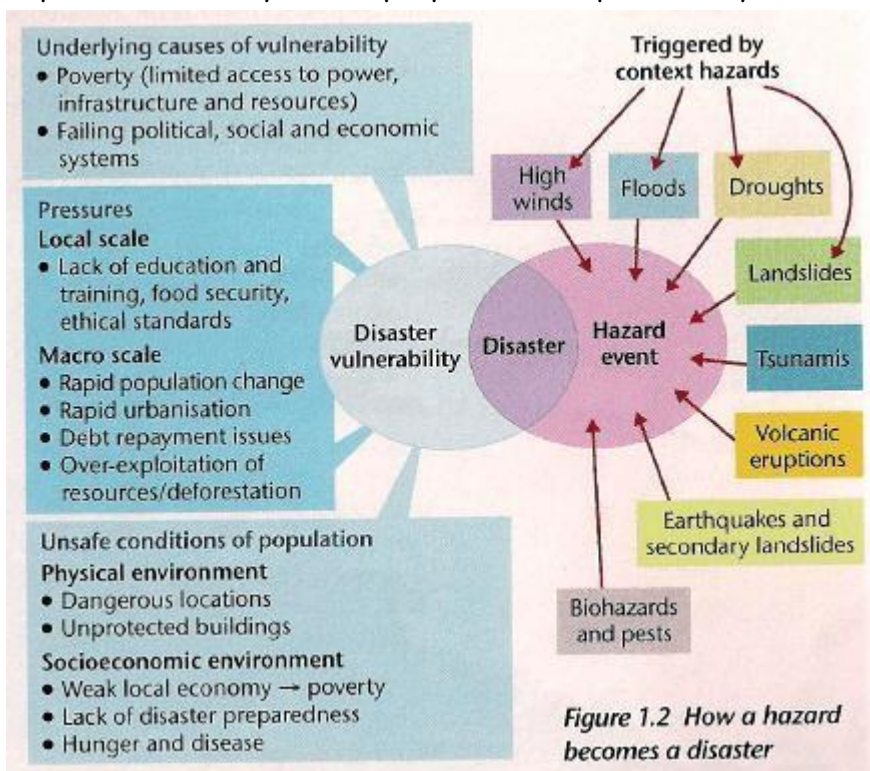 Underlying causes of vulnerability
• Poverty (limited access to power,
infrastructure and resources)
• Failing political, social and economic
systems
Pressures
Local scale
• Lack of education and
training, food security,
ethical standards
Macro scale
• Rapid population change
• Rapid urbanisation
• Debt repayment issues
• Over-exploitation of
resources/deforestation
Unsafe conditions of population
Physical environment
• Dangerous locations
• Unprotected buildings
Socioeconomic environment
• Weak local economy → poverty
• Lack of disaster preparedness
• Hunger and disease
Disaster
vulnerability
Disaster
Hazard
event
Triggered by
context hazards
High
winds
Floods
Droughts
Landslides
Tsunamis
Volcanic
eruptions
Earthquakes and
secondary landslides
Biohazards
and pests
Figure 1.2 How a hazard
becomes a disaster